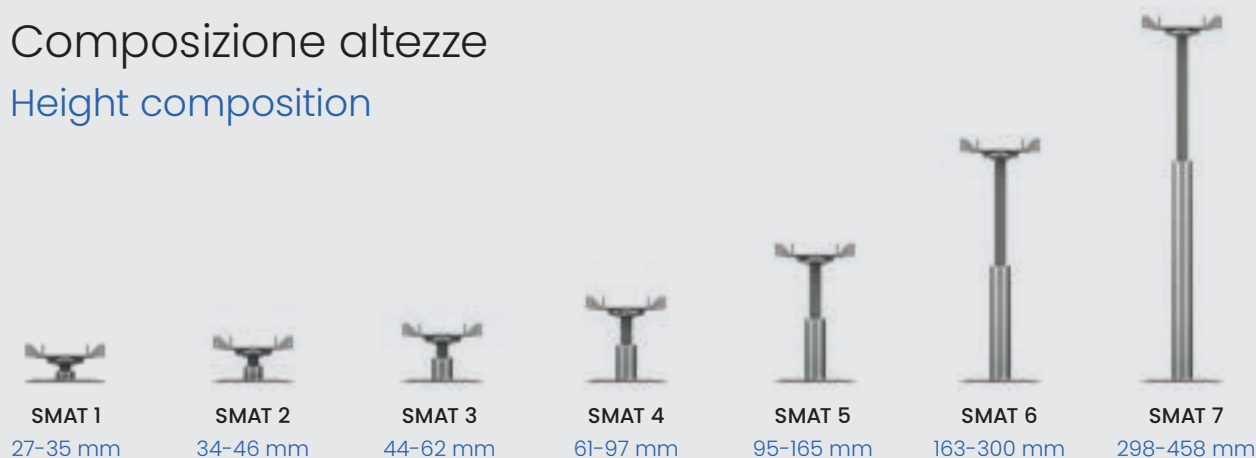 Composizione altezze
Height composition
SMAT 1
27-35 mm
SMAT 2
34-46 mm
SMAT 3
44-62 mm
SMAT 4
61-97 mm
SMAT 5
95-165 mm
SMAT 6
163-300 mm
SMAT 7
298-458 mm